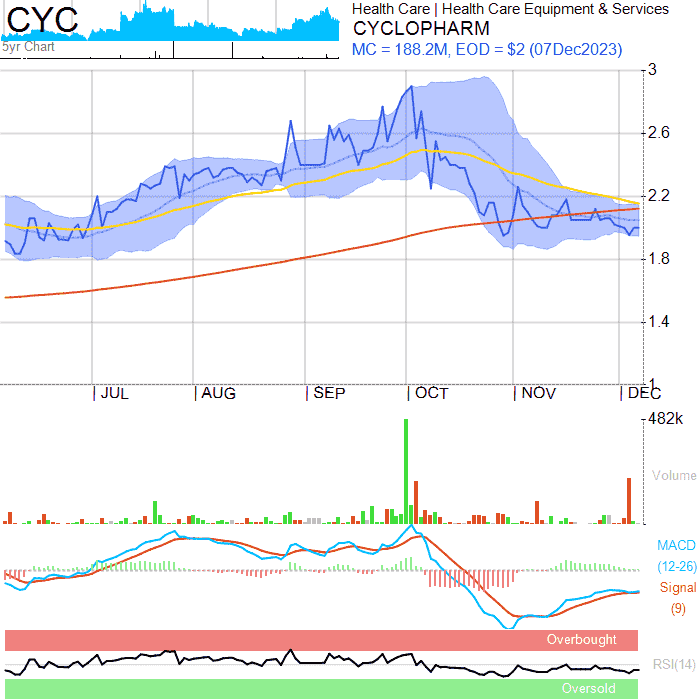 CYC
5yr Chart
Health Care | Health Care Equipment & Services
CYCLOPHARM
MC = 188.2M, EOD = $2 (07Dec2023)
3
2.6
2.2
1.8
1.4
1
JUL
AUG
SEP
OCT
NOV
DEC
482k
Volume
MACD
(12-26)
Signal
(9)
Overbought
RSI(14)
Oversold